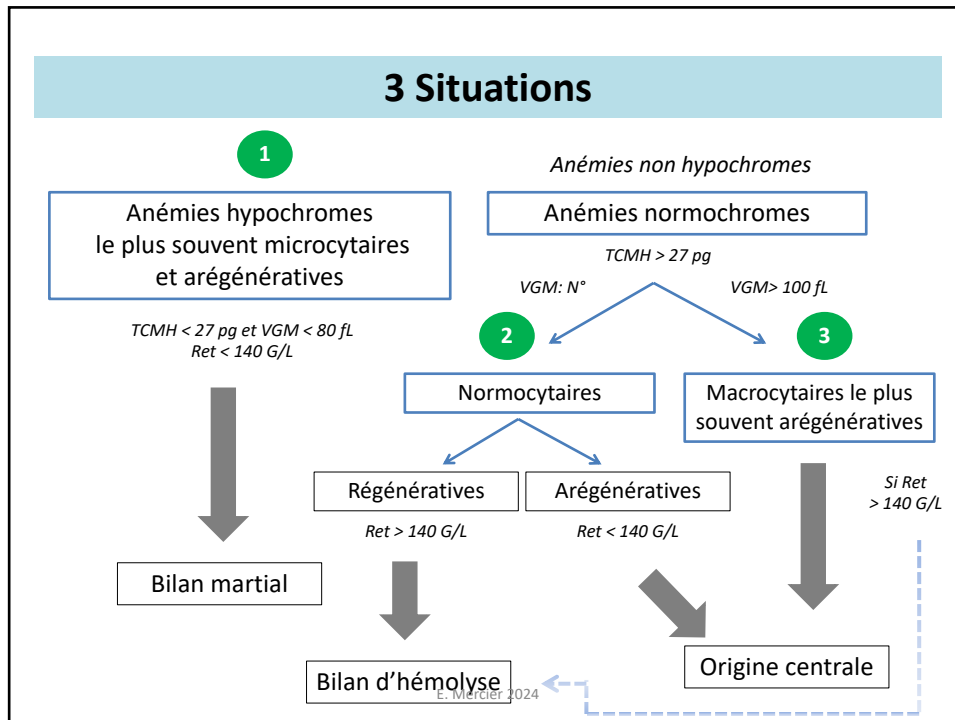 3 Situations
1
Anémies hypochromes
le plus souvent microcytaires
et arégénératives
TCMH < 27 pg et VGM < 80 fL
Ret < 140 G/L
Bilan martial
Anémies non hypochromes
Anémies normochromes
TCMH > 27 pg
VGM: N°
VGM> 100 fL
2
3
Normocytaires
Macrocytaires le plus
souvent arégénératives
Régénératives
Arégénératives
Ret > 140 G/L
Ret < 140 G/L
Si Ret
> 140 G/L
Bilan d’hémolyse
Origine centrale
E. Mercier 2024